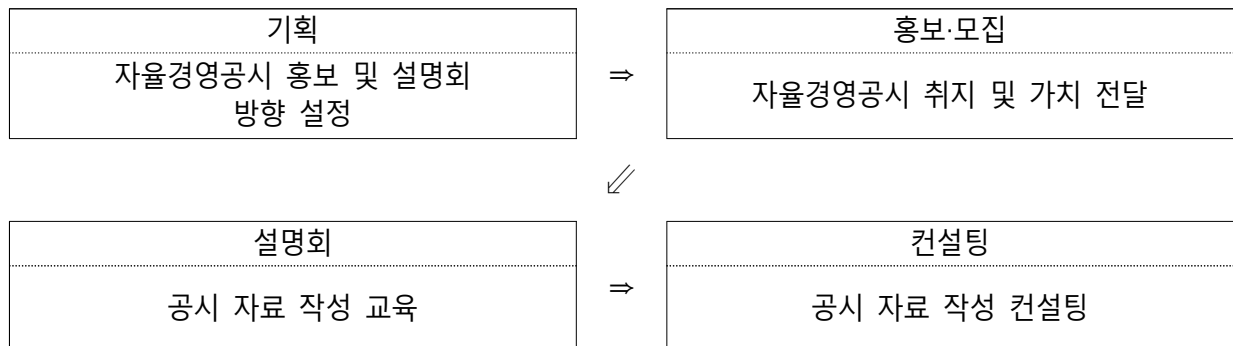 기획
자율경영공시 홍보 및 설명회
방향 설정
⇒
홍보·모집
자율경영공시 취지 및 가치 전달
⇙
설명회
공시 자료 작성 교육
⇒
컨설팅
공시 자료 작성 컨설팅